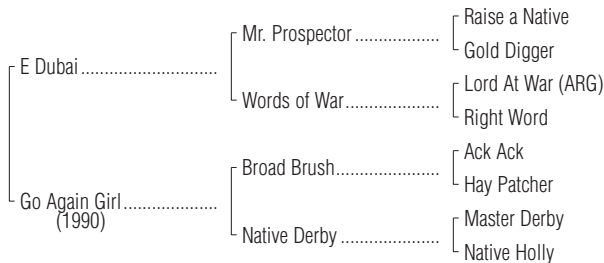 Raise a Native
Mr. Prospector ..................
Gold Digger
E Dubai .............................
Lord At War (ARG)
Words of War....................
Right Word
Ack Ack
Broad Brush......................
Hay Patcher
Go Again Girl ....................
(1990)
Master Derby
Native Derby .....................
Native Holly